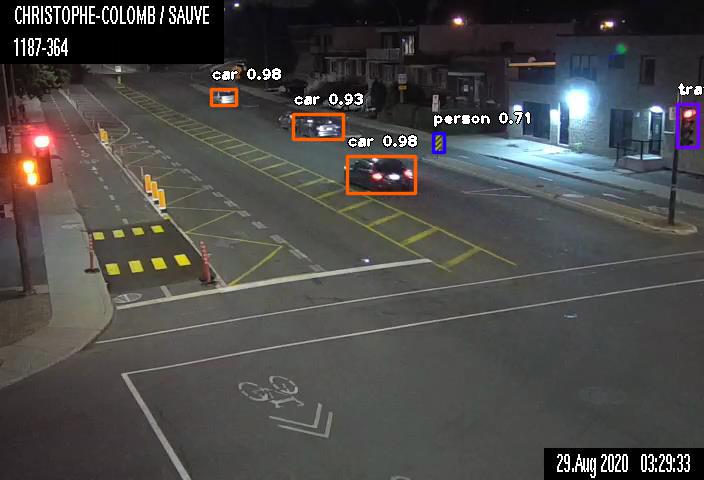 CHRISTOPHE-COLOMB / SAUVE
1187-364
car 0.98
car 0.93
person 0.71
tra
car 0.98
29.Aug 2020 03:29:33